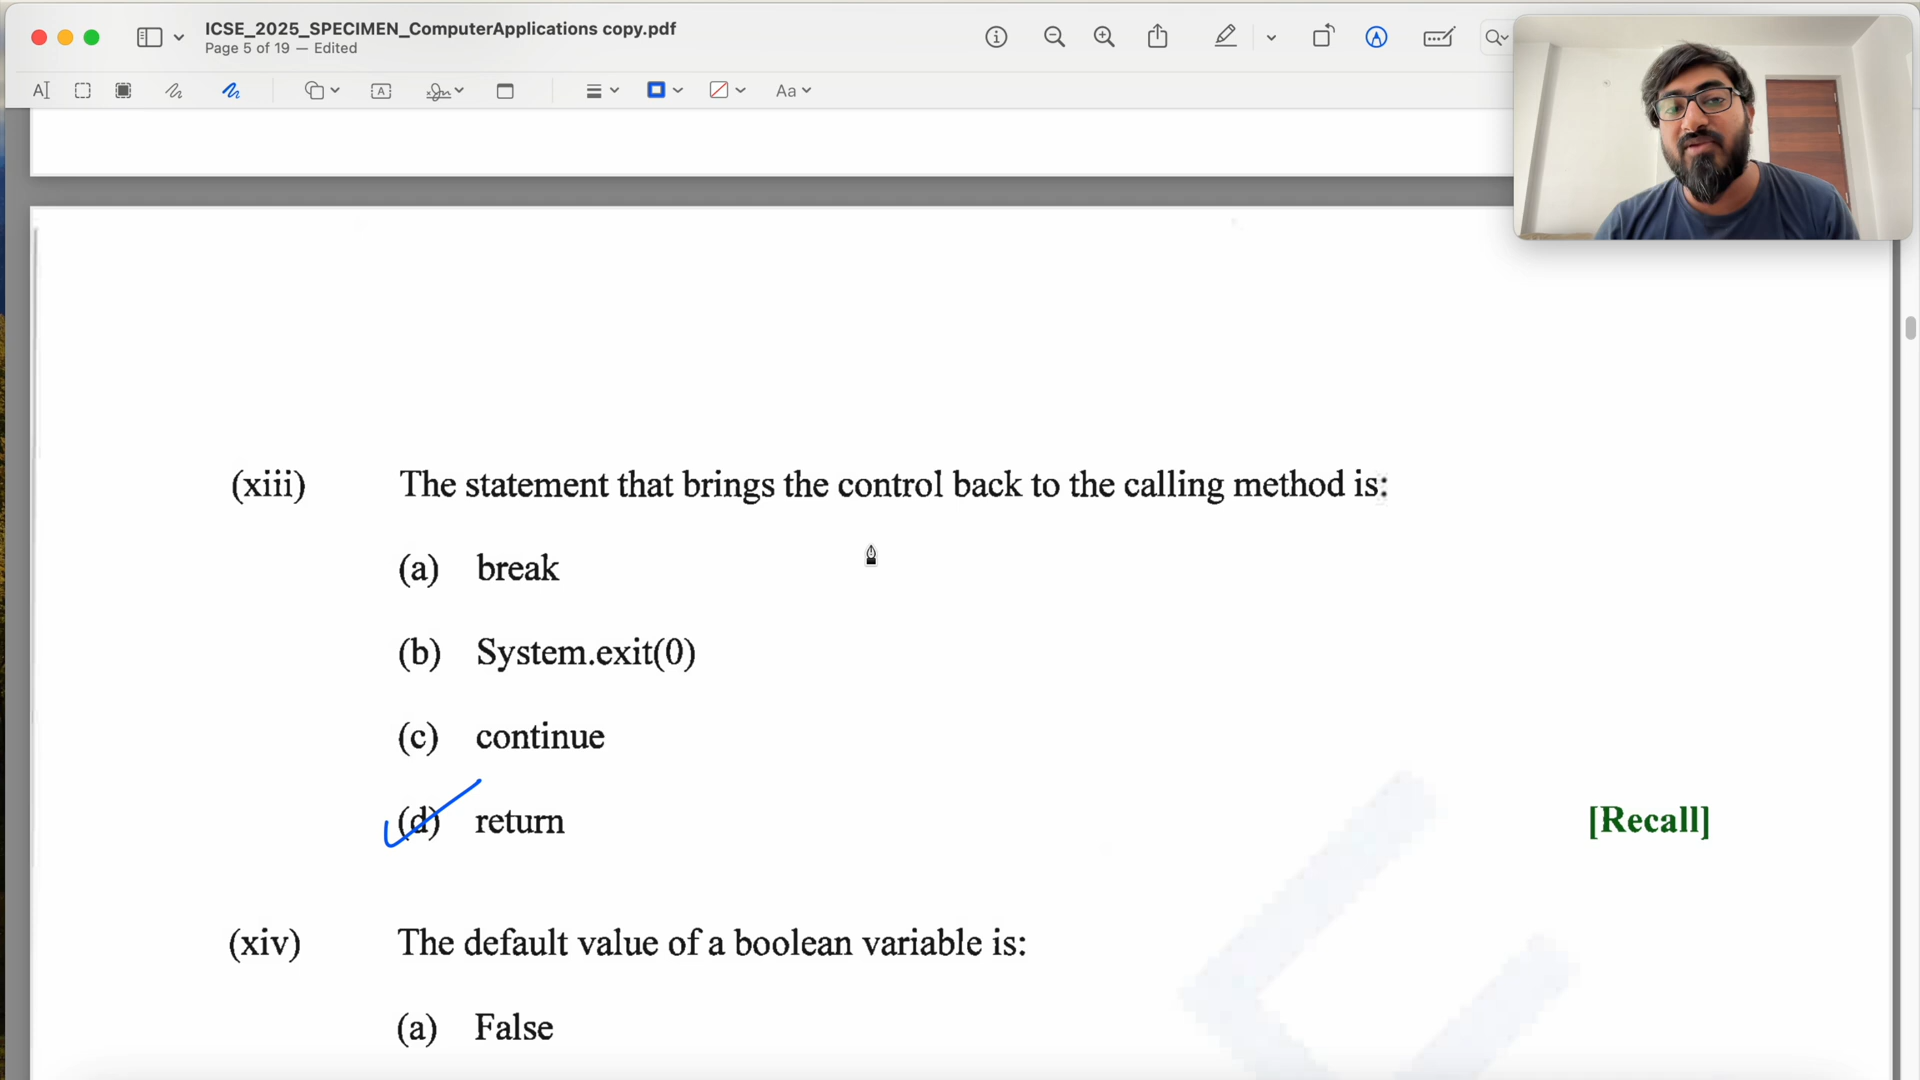 ICSE_2025_SPECIMEN_ComputerApplications copy.pdf
Page 5 of 19 — Edited
A
Aa
(xiii) The statement that brings the control back to the calling method is:
(a) break
(b) System.exit(0)
(c) continue
(d) return [Recall]
(xiv) The default value of a boolean variable is:
(a) False